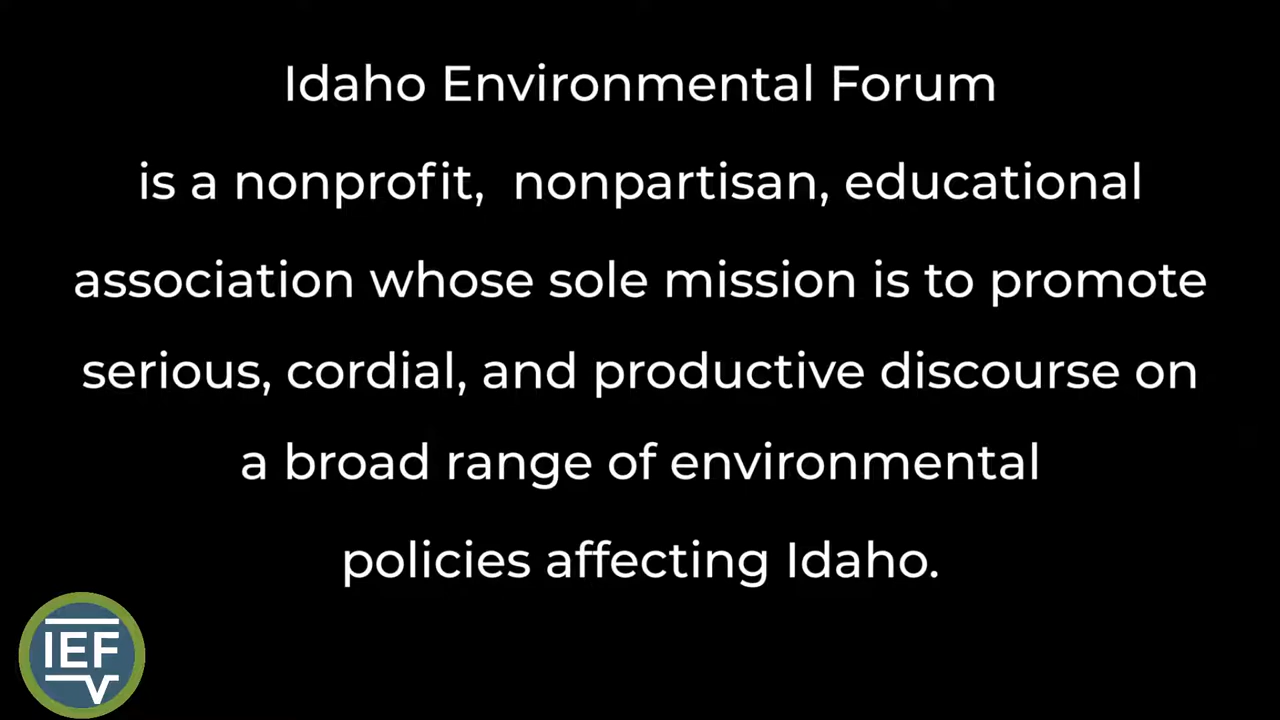 Idaho Environmental Forum
is a nonprofit,  nonpartisan, educational
association whose sole mission is to promote
serious, cordial, and productive discourse on
a broad range of environmental
policies affecting Idaho.
IEF